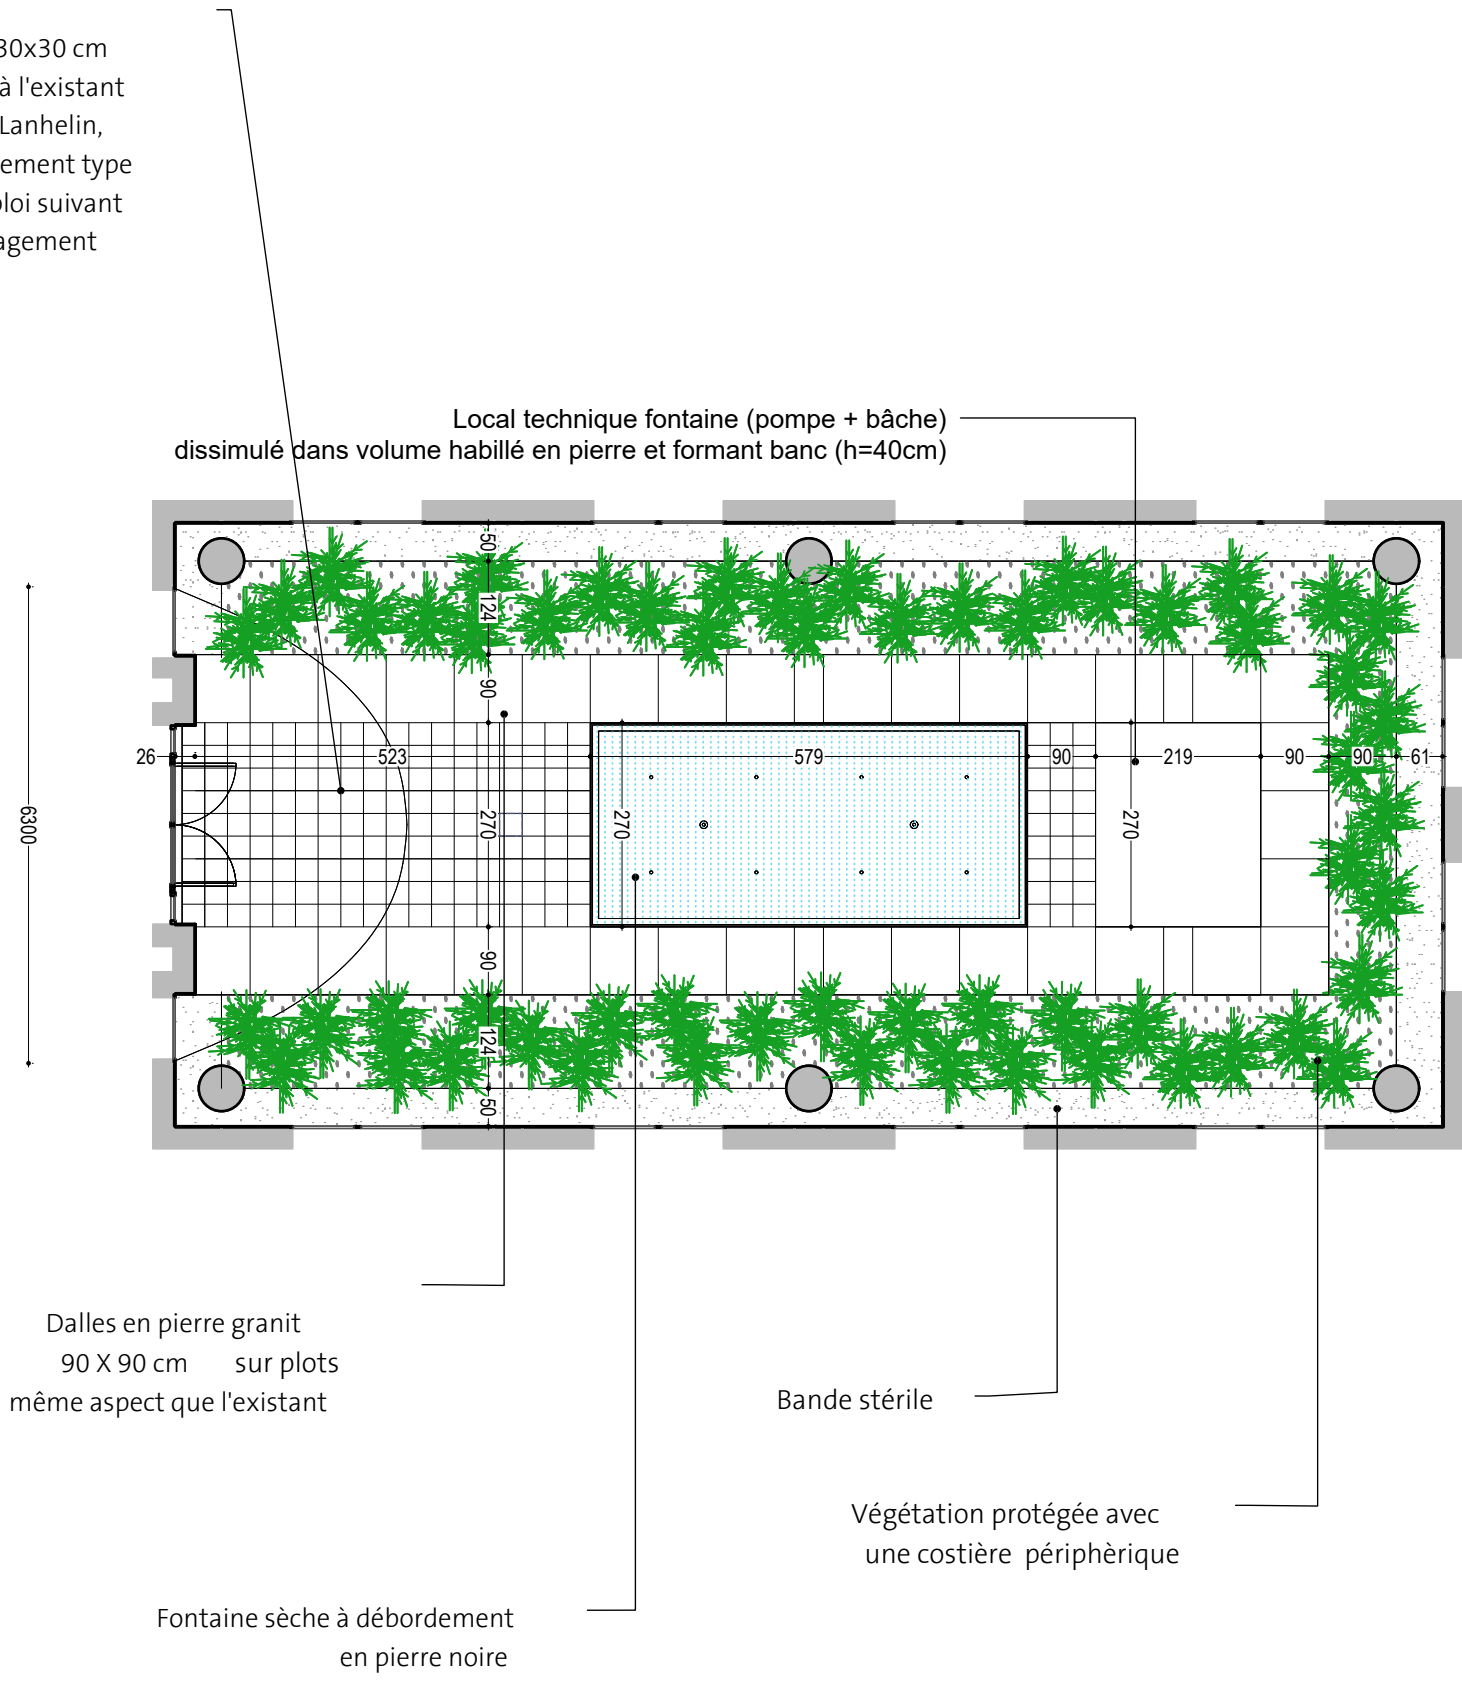 30x30 cm
à l'existant
Lanhelin,
ement type
loi suivant
agement
Local technique fontaine (pompe + bâche)
dissimulé dans volume habillé en pierre et formant banc (h=40cm)
50
124
90
26
523
579
90
219
90
90
61
6300
270
270
270
90
124
50
Dalles en pierre granit
90 X 90 cm sur plots
même aspect que l'existant
Bande stérile
Végétation protégée avec
une costière périphèrique
Fontaine sèche à débordement
en pierre noire